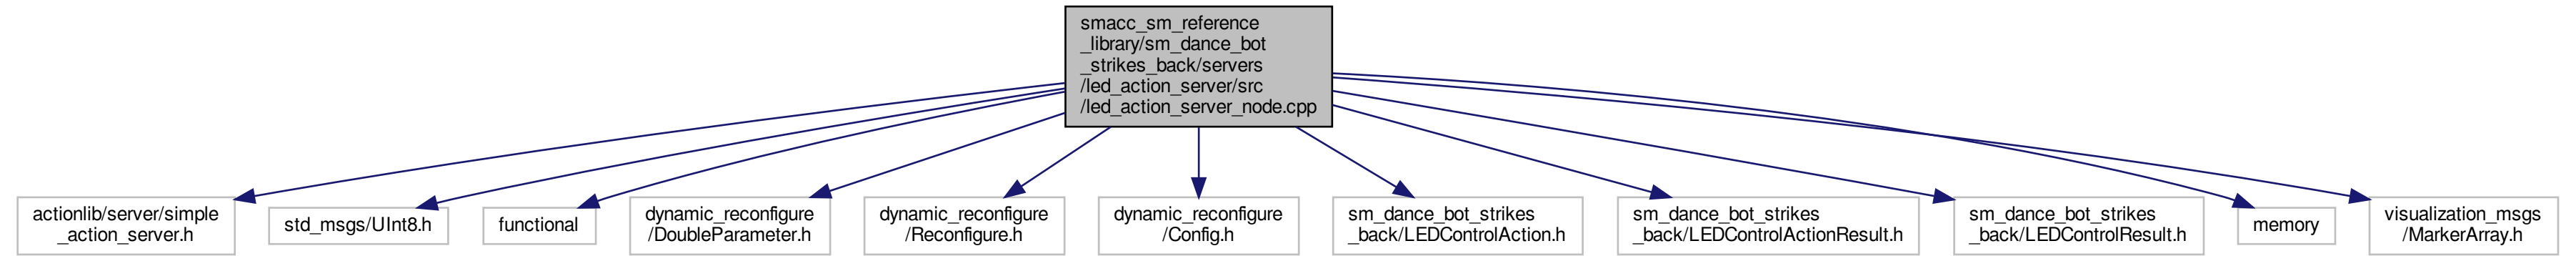 smacc_sm_reference
_library/sm_dance_bot
_strikes_back/servers
/led_action_server/src
/led_action_server_node.cpp
actionlib/server/simple
_action_server.h
std_msgs/UInt8.h
functional
dynamic_reconfigure
/DoubleParameter.h
dynamic_reconfigure
/Reconfigure.h
dynamic_reconfigure
/Config.h
sm_dance_bot_strikes
_back/LEDControlAction.h
sm_dance_bot_strikes
_back/LEDControlActionResult.h
sm_dance_bot_strikes
_back/LEDControlResult.h
memory
visualization_msgs
/MarkerArray.h